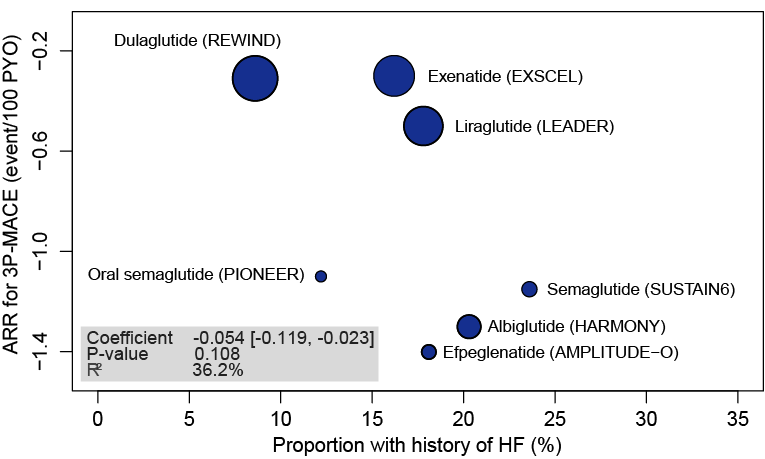 Dulaglutide (REWIND)
Exenatide (EXSCEL)
Liraglutide (LEADER)
Oral semaglutide (PIONEER)
Semaglutide (SUSTAIN6)
Albiglutide (HARMONY)
Efpeglenatide (AMPLITUDE−O)
Coefficient -0.054 [-0.119, -0.023]
P-value 0.108
R² 36.2%
ARR for 3P-MACE (event/100 PYO)
−0.2
−0.6
−1.0
−1.4
0 5 10 15 20 25 30 35
Proportion with history of HF (%)